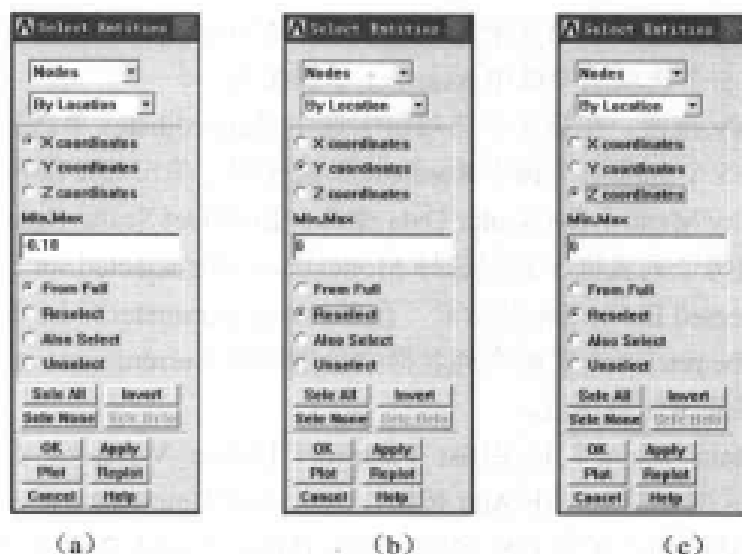 Select Entities
Nodes
By Location
X coordinates
Y coordinates
Z coordinates
Min,Max
-0.18
From Full
Reselect
Also Select
Unselect
Sele All Invert
Sele None Sele Belo
OK Apply
Plot Replot
Cancel Help
(a)
Select Entities
Nodes
By Location
X coordinates
Y coordinates
Z coordinates
Min,Max
0
From Full
Reselect
Also Select
Unselect
Sele All Invert
Sele None Sele Belo
OK Apply
Plot Replot
Cancel Help
(b)
Select Entities
Nodes
By Location
X coordinates
Y coordinates
Z coordinates
Min,Max
0
From Full
Reselect
Also Select
Unselect
Sele All Invert
Sele None Sele Belo
OK Apply
Plot Replot
Cancel Help
(c)